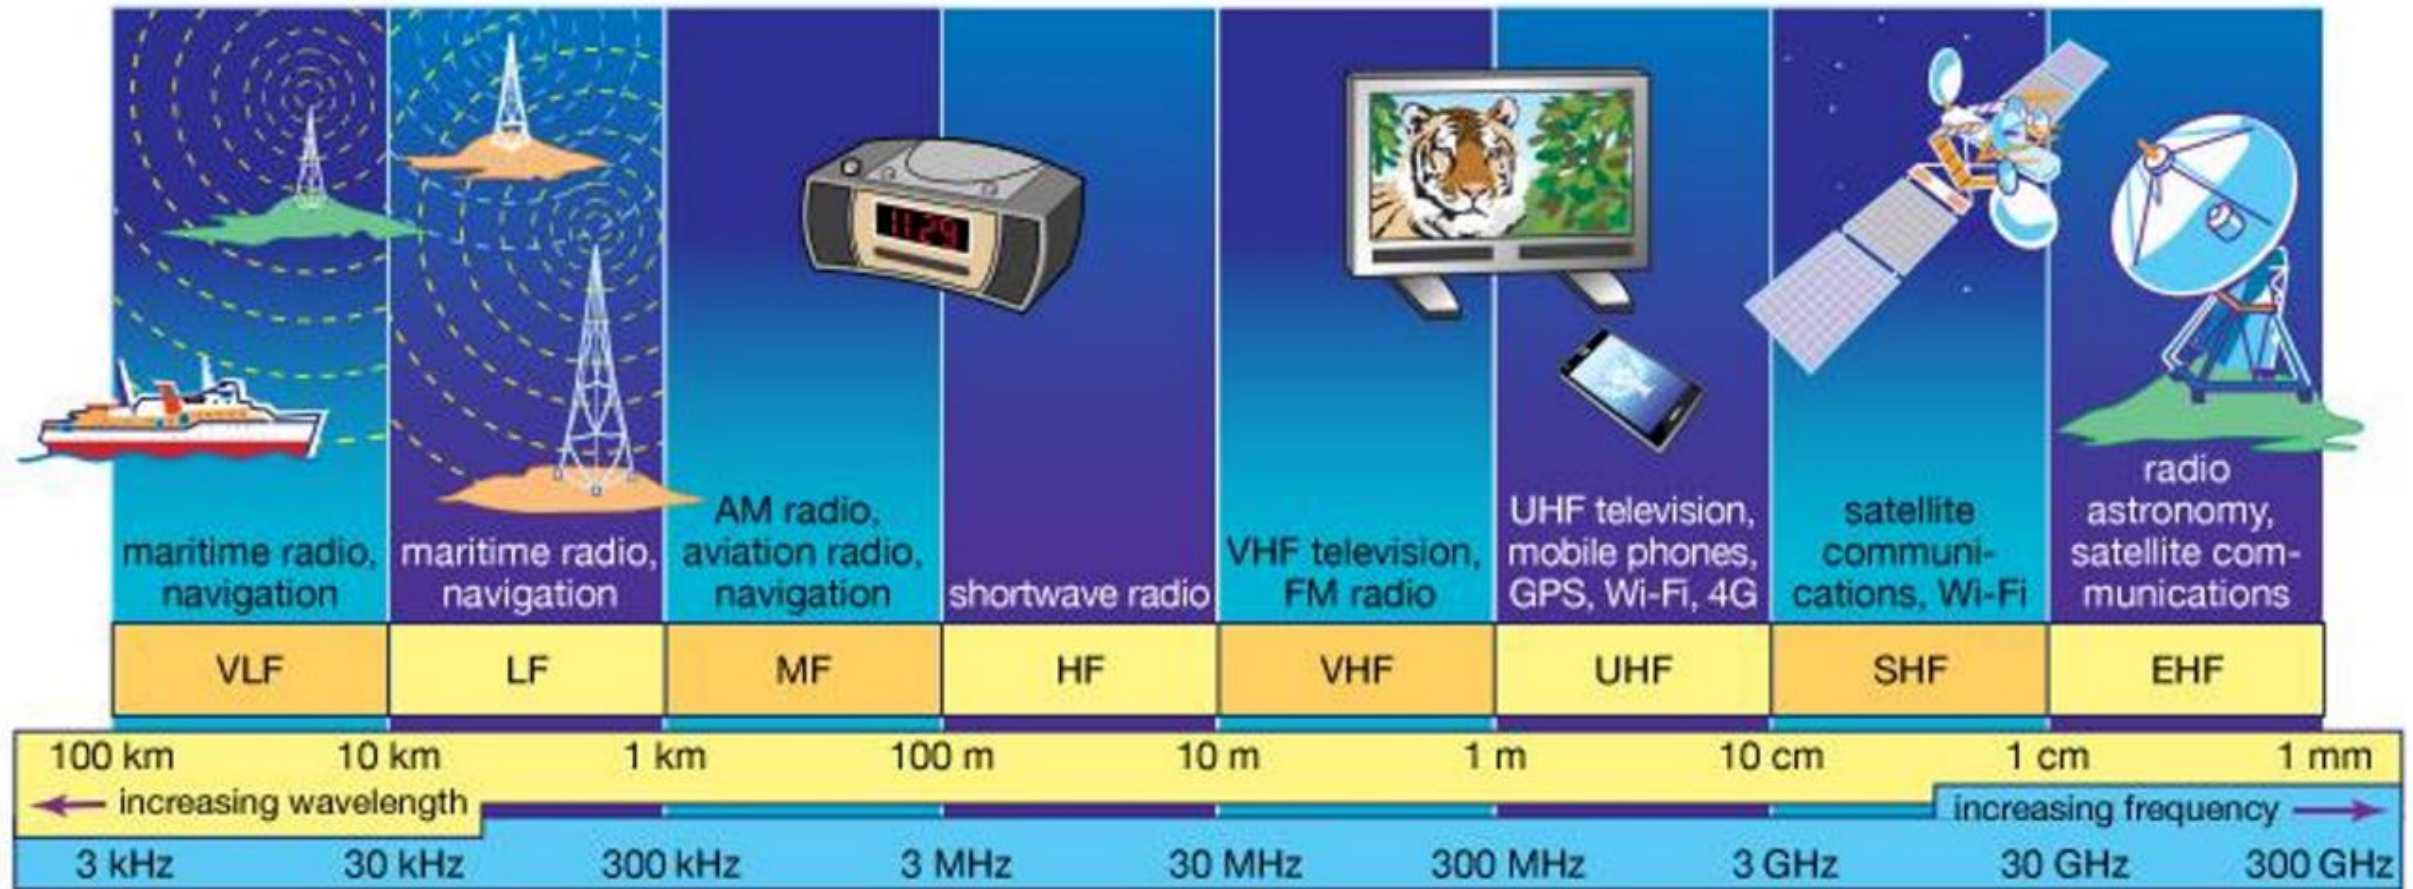 11:29
maritime radio,
navigation
maritime radio,
navigation
AM radio,
aviation radio,
navigation
shortwave radio
VHF television,
FM radio
UHF television,
mobile phones,
GPS, Wi-Fi, 4G
satellite
communi-
cations, Wi-Fi
radio
astronomy,
satellite com-
munications
VLF LF MF HF VHF UHF SHF EHF
100 km 10 km 1 km 100 m 10 m 1 m 10 cm 1 cm 1 mm
increasing wavelength
increasing frequency
3 kHz 30 kHz 300 kHz 3 MHz 30 MHz 300 MHz 3 GHz 30 GHz 300 GHz